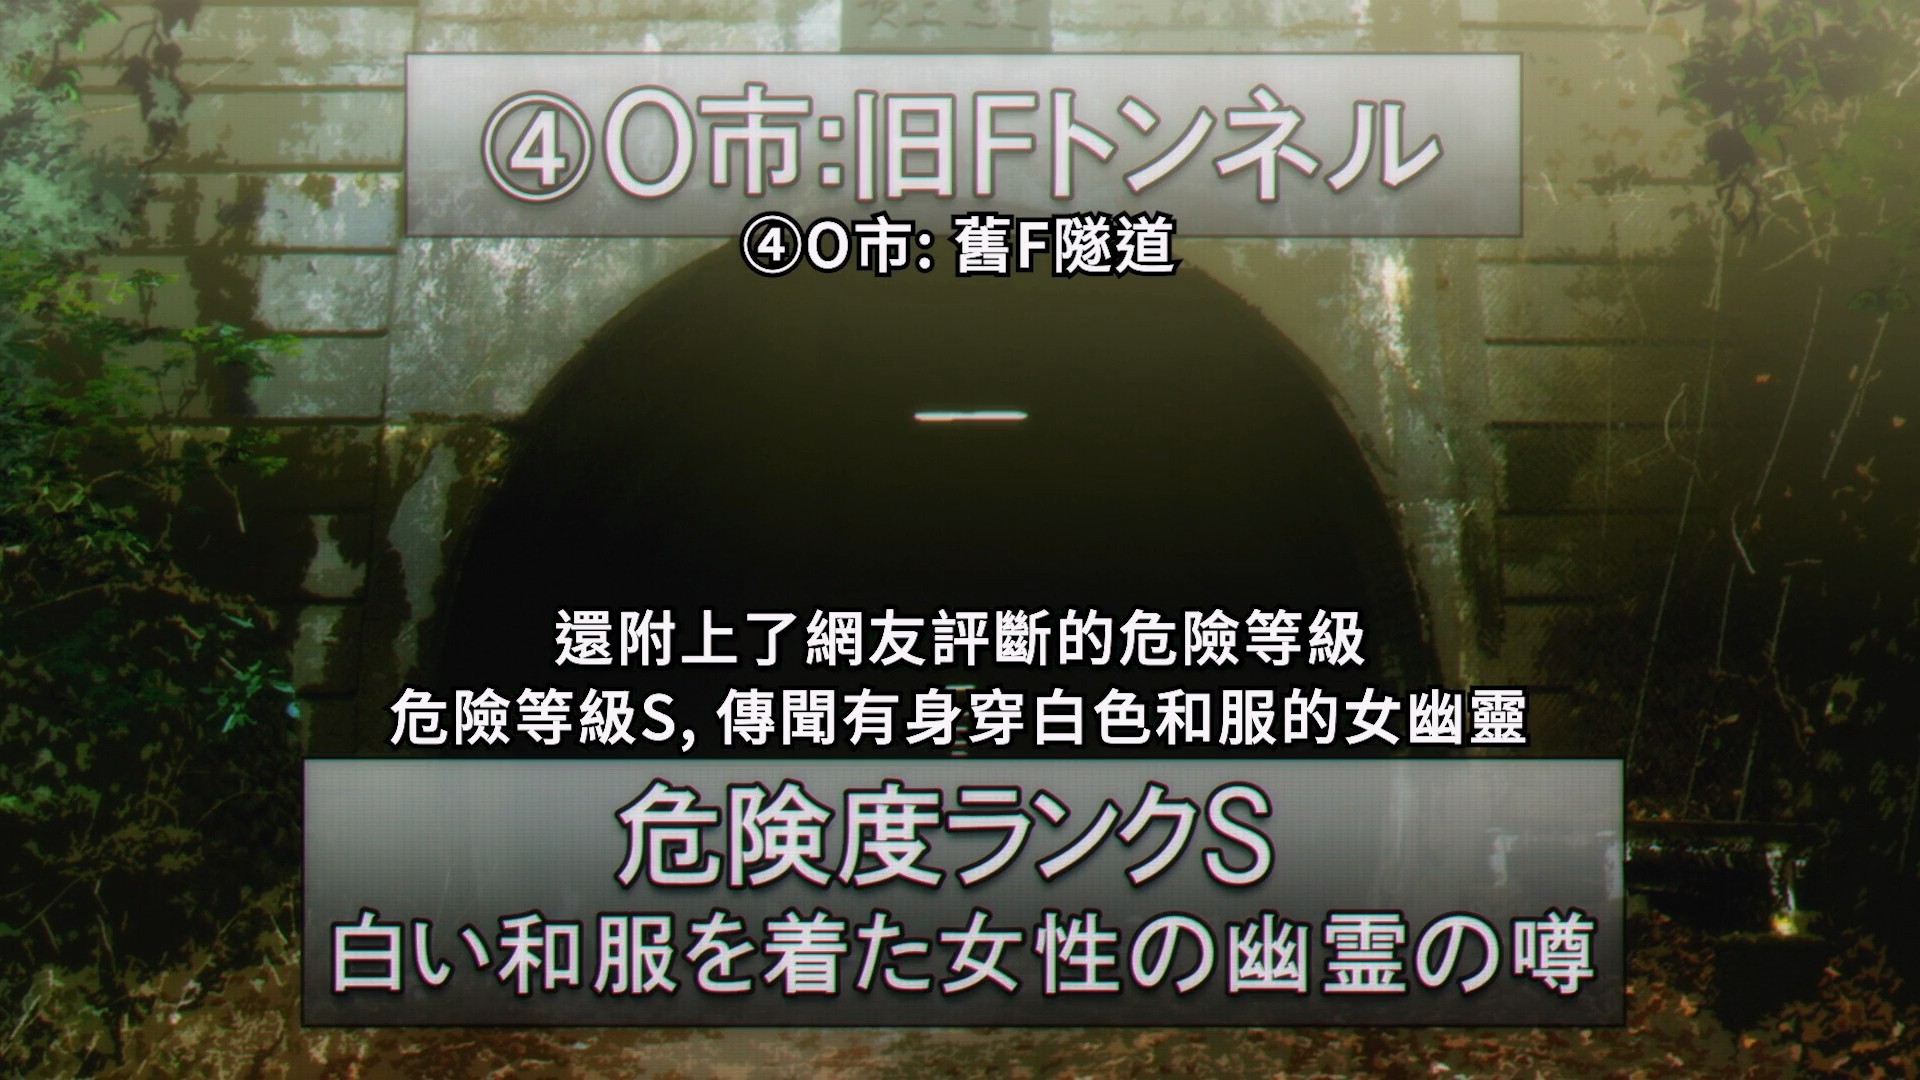 ④O市:旧Fトンネル
④O市: 舊F隧道
還附上了網友評斷的危險等級
危險等級S, 傳聞有身穿白色和服的女幽靈
危険度ランクS
白い和服を着た女性の幽霊の噂